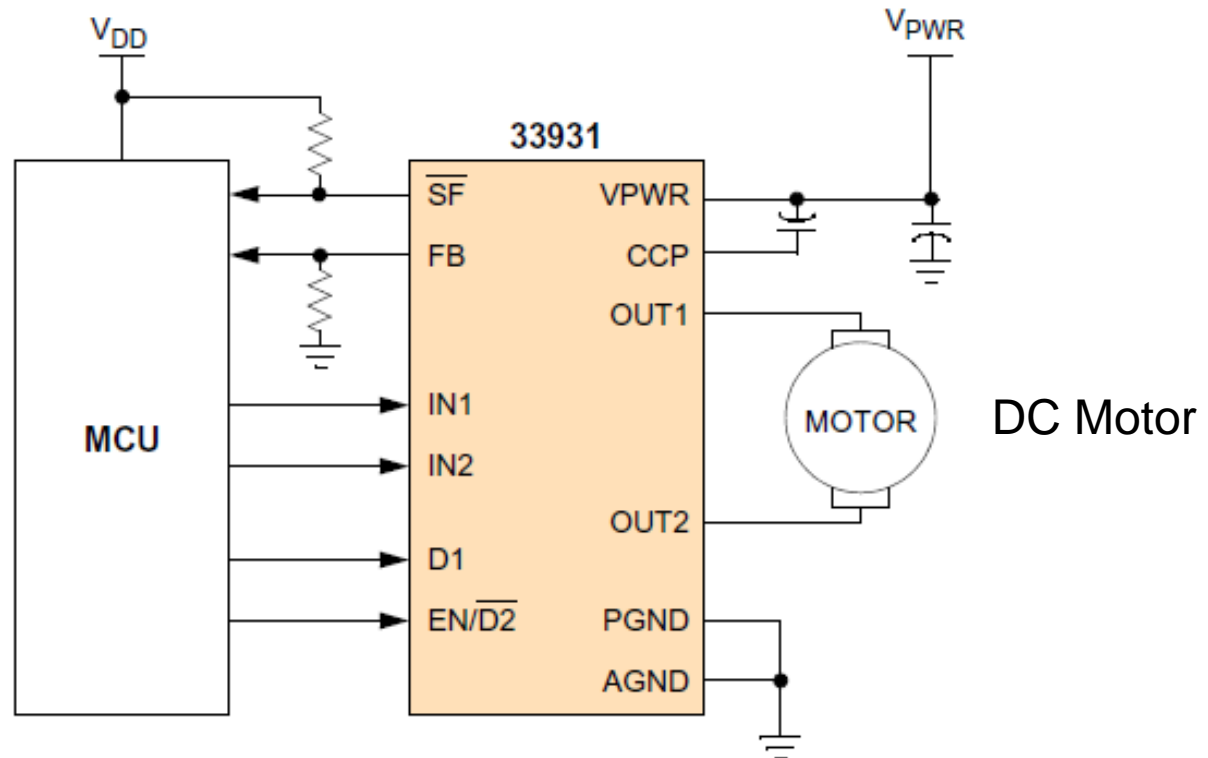 VDD
VPWR
33931
SF
VPWR
FB
CCP
OUT1
IN1
MCU
MOTOR
DC Motor
IN2
OUT2
D1
EN/D2
PGND
AGND